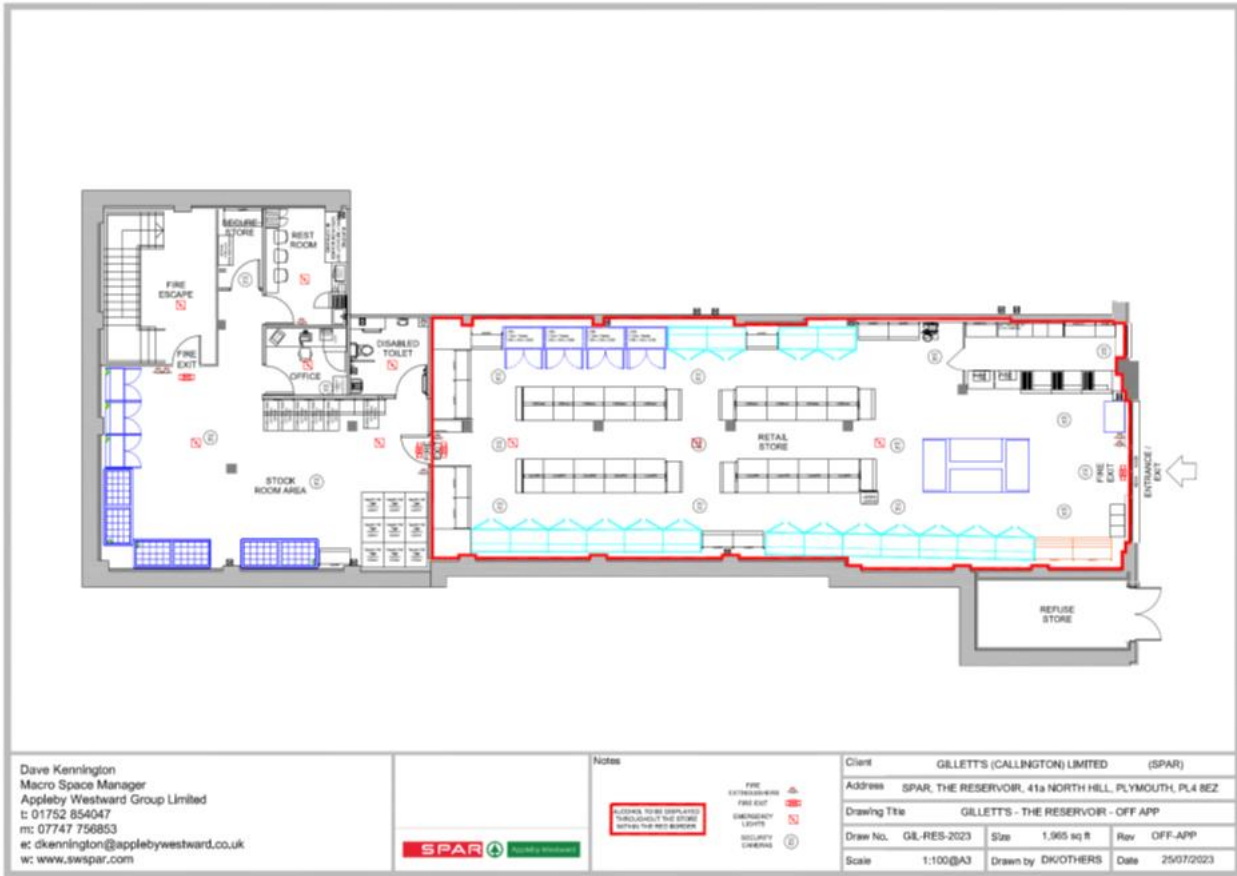 SECURE
STORE
REST
ROOM
FIRE
ESCAPE
FIRE
EXIT
DISABLED
TOILET
OFFICE
STOCK
ROOM AREA
FIRE
EXIT
RETAIL
STORE
FIRE
EXIT
ENTRANCE /
EXIT
REFUSE
STORE
Dave Kennington
Macro Space Manager
Appleby Westward Group Limited
t: 01752 854047
m: 07747 756853
e: dkennington@applebywestward.co.uk
w: www.swspar.com
SPAR Appleby Westward
Notes
ALCOHOL TO BE DISPLAYED
THROUGHOUT THE STORE
WITHIN THE RED BORDER
FIRE
EXTINGUISHERS
FIRE EXIT
EMERGENCY
LIGHTS
SECURITY
CAMERAS
Client GILLETT'S (CALLINGTON) LIMITED (SPAR)
Address SPAR, THE RESERVOIR, 41a NORTH HILL, PLYMOUTH, PL4 8EZ
Drawing Title GILLETT'S - THE RESERVOIR - OFF APP
Draw No. GIL-RES-2023 Size 1,965 sq ft Rev OFF-APP
Scale 1:100@A3 Drawn by DK/OTHERS Date 25/07/2023